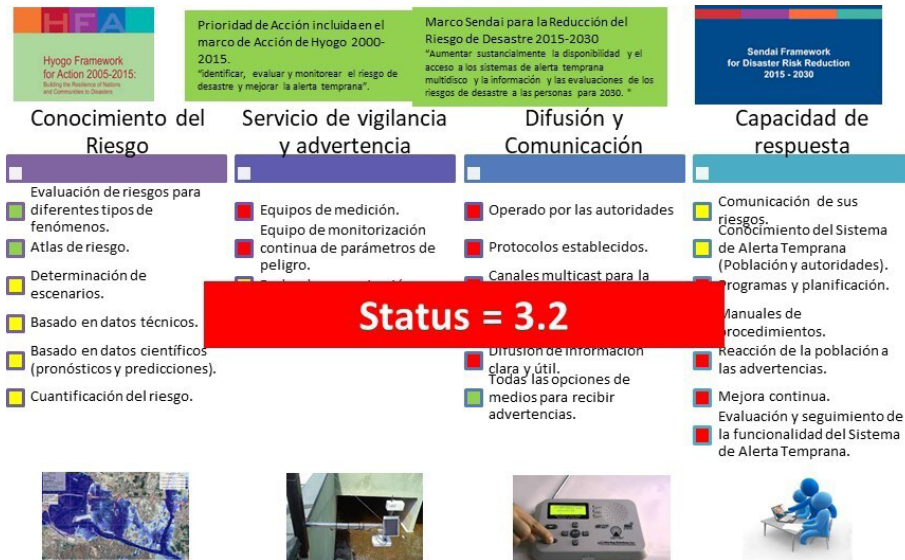 HFA
Hyogo Framework
for Action 2005-2015:
Building the Resilience of Nations
and Communities to Disasters
Prioridad de Acción incluida en el
marco de Acción de Hyogo 2000-
2015.
"identificar, evaluar y monitorear el riesgo de
desastre y mejorar la alerta temprana".
Marco Sendai para la Reducción del
Riesgo de Desastre 2015-2030
"Aumentar sustancialmente la disponibilidad y el
acceso a los sistemas de alerta temprana
multidisco y la información y las evaluaciones de los
riesgos de desastre a las personas para 2030. "
Sendai Framework
for Disaster Risk Reduction
2015 - 2030
Conocimiento del
Riesgo
Evaluación de riesgos para
diferentes tipos de
fenómenos.
Atlas de riesgo.
Determinación de
escenarios.
Basado en datos técnicos.
Basado en datos científicos
(pronósticos y predicciones).
Cuantificación del riesgo.
Servicio de vigilancia
y advertencia
Equipos de medición.
Equipo de monitorización
continua de parámetros de
peligro.
Difusión y
Comunicación
Operado por las autoridades
Protocolos establecidos.
Canales multicast para la
Difusión de información
clara y útil.
Todas las opciones de
medios para recibir
advertencias.
Capacidad de
respuesta
Comunicación de sus
riesgos.
Conocimiento del Sistema
de Alerta Temprana
(Población y autoridades).
Programas y planificación.
Manuales de
procedimientos.
Reacción de la población a
las advertencias.
Mejora continua.
Evaluación y seguimiento de
la funcionalidad del Sistema
de Alerta Temprana.
Status = 3.2